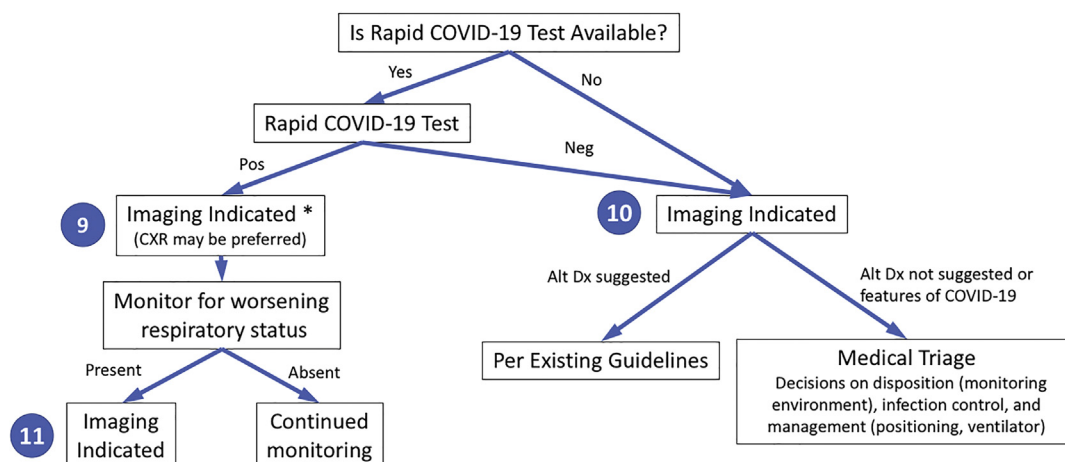 Is Rapid COVID-19 Test Available?
Yes
No
Rapid COVID-19 Test
Pos
Neg
9
Imaging Indicated *
(CXR may be preferred)
10
Imaging Indicated
Alt Dx suggested
Alt Dx not suggested or
features of COVID-19
Monitor for worsening
respiratory status
Per Existing Guidelines
Medical Triage
Decisions on disposition (monitoring
environment), infection control, and
management (positioning, ventilator)
Present
Absent
11
Imaging
Indicated
Continued
monitoring